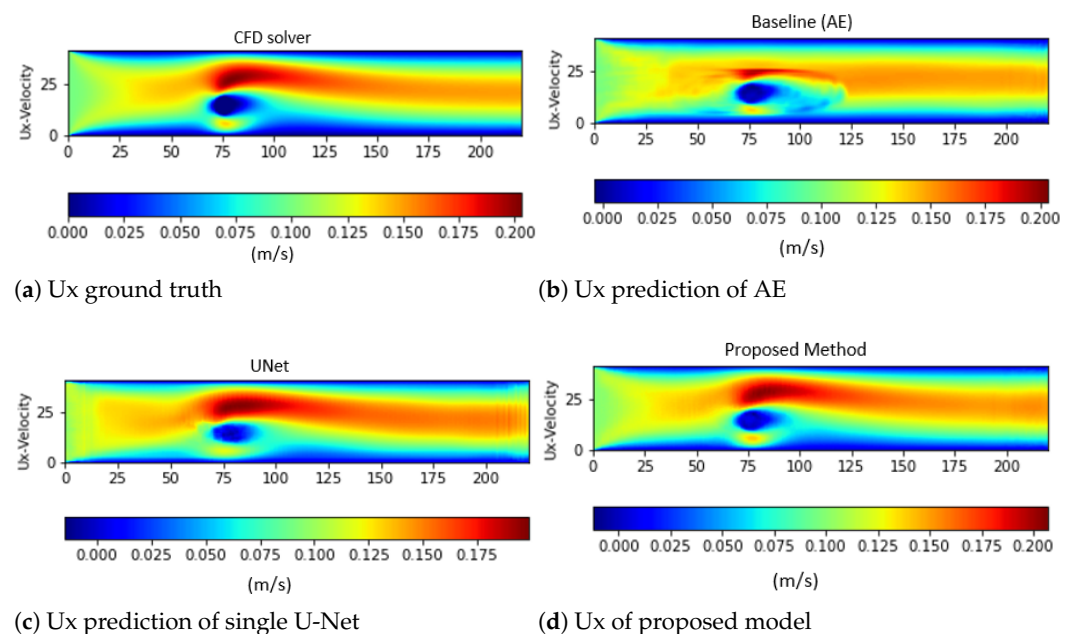 CFD solver
Ux-Velocity
25
0
0 25 50 75 100 125 150 175 200
0.000 0.025 0.050 0.075 0.100 0.125 0.150 0.175 0.200
(m/s)
(a) Ux ground truth
Baseline (AE)
Ux-Velocity
25
0
0 25 50 75 100 125 150 175 200
0.000 0.025 0.050 0.075 0.100 0.125 0.150 0.175 0.200
(m/s)
(b) Ux prediction of AE
UNet
Ux-Velocity
25
0
0 25 50 75 100 125 150 175 200
0.000 0.025 0.050 0.075 0.100 0.125 0.150 0.175
(m/s)
(c) Ux prediction of single U-Net
Proposed Method
Ux-Velocity
25
0
0 25 50 75 100 125 150 175 200
0.000 0.025 0.050 0.075 0.100 0.125 0.150 0.175 0.200
(m/s)
(d) Ux of proposed model